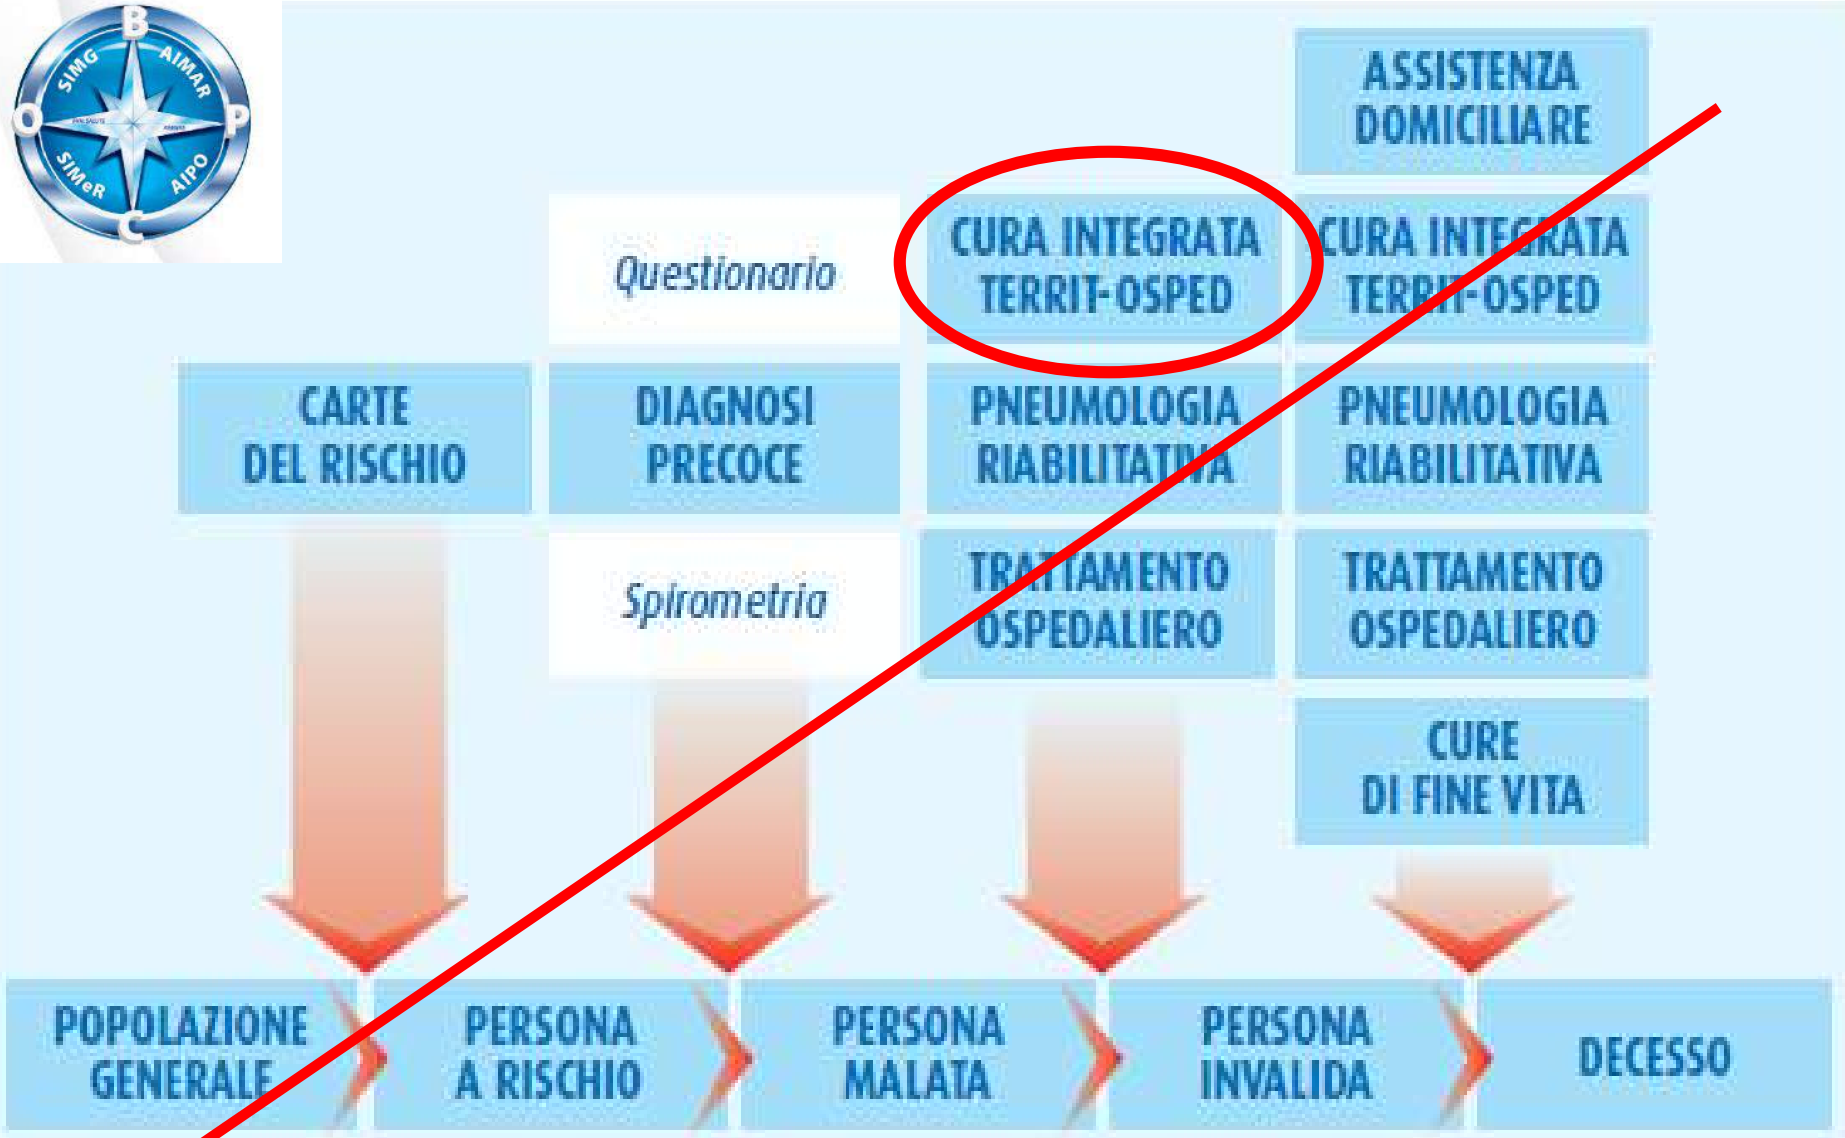 B
SIMG
AIMAR
O
P
SIMeR
AIPO
C
ASSISTENZA
DOMICILIARE
Questionario
CURA INTEGRATA
TERRIT-OSPED
CURA INTEGRATA
TERRIT-OSPED
CARTE
DEL RISCHIO
DIAGNOSI
PRECOCE
PNEUMOLOGIA
RIABILITATIVA
PNEUMOLOGIA
RIABILITATIVA
Spirometria
TRATTAMENTO
OSPEDALIERO
TRATTAMENTO
OSPEDALIERO
CURE
DI FINE VITA
POPOLAZIONE
GENERALE
PERSONA
A RISCHIO
PERSONA
MALATA
PERSONA
INVALIDA
DECESSO